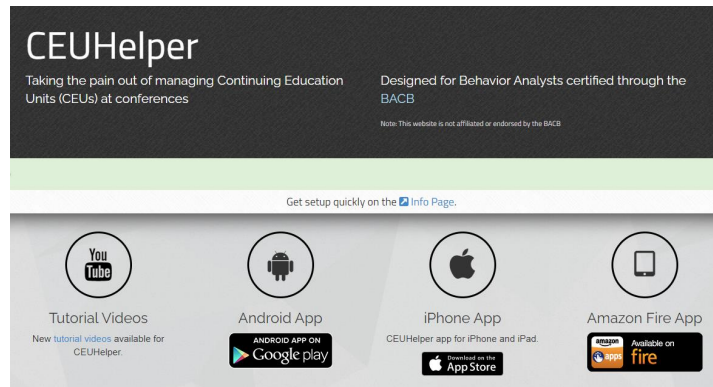 CEUHelper
Taking the pain out of managing Continuing Education
Units (CEUs) at conferences
Designed for Behavior Analysts certified through the
BACB
Note: This website is not affiliated or endorsed by the BACB
Get setup quickly on the Info Page.
You
Tube
Tutorial Videos
New tutorial videos available for
CEUHelper.
Android App
ANDROID APP ON
Google play
iPhone App
CEUHelper app for iPhone and iPad.
Download on the
App Store
Amazon Fire App
amazon
apps
Available on
fire